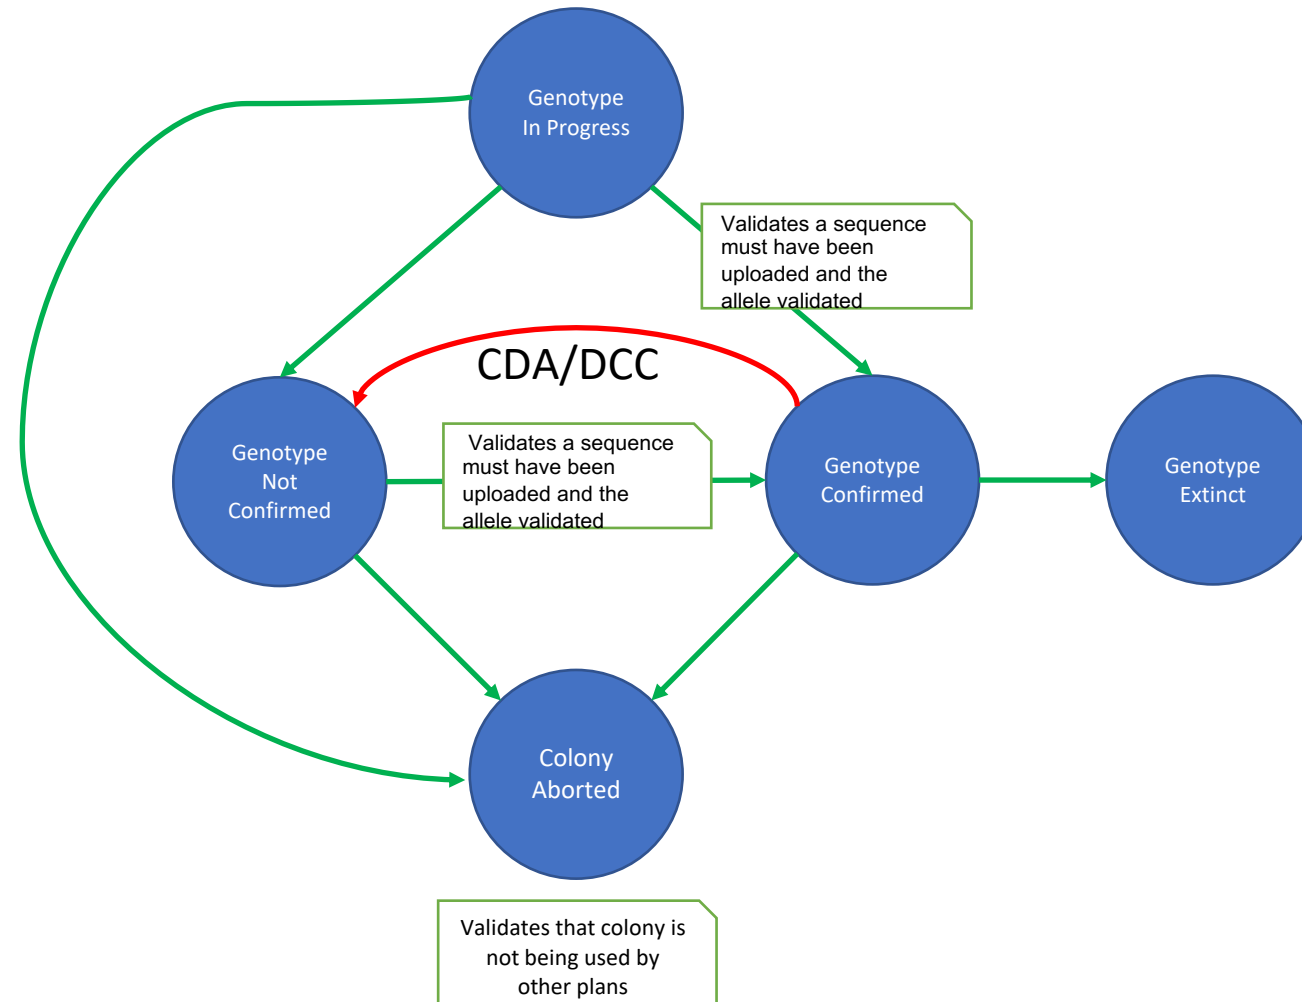 Genotype
In Progress
Validates a sequence
must have been
uploaded and the
allele validated
CDA/DCC
Genotype
Not
Confirmed
Validates a sequence
must have been
uploaded and the
allele validated
Genotype
Confirmed
Genotype
Extinct
Colony
Aborted
Validates that colony is
not being used by
other plans